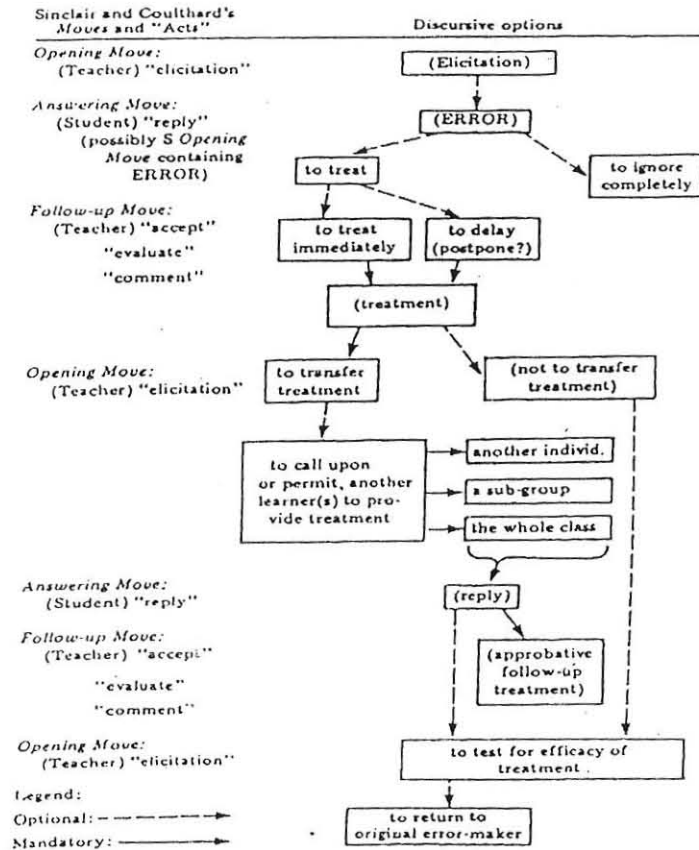 Sinclair and Coulthard's
Moves and "Acts"
Discursive options
Opening Move:
(Teacher) "elicitation"
(Elicitation)
Answering Move:
(Student) "reply"
(possibly S Opening
Move containing
ERROR)
(ERROR)
to treat
to ignore
completely
Follow-up Move:
(Teacher) "accept"
"evaluate"
"comment"
to treat
immediately
to delay
(postpone?)
(treatment)
Opening Move:
(Teacher) "elicitation"
to transfer
treatment
(not to transfer
treatment)
to call upon
or permit, another
learner(s) to pro-
vide treatment
another individ.
a sub-group
the whole class
Answering Move:
(Student) "reply"
(reply)
Follow-up Move:
(Teacher) "accept"
"evaluate"
"comment"
(approbative
follow-up
treatment)
Opening Move:
(Teacher) "elicitation"
to test for efficacy of
treatment
Legend:
Optional:
Mandatory:
to return to
original error-maker